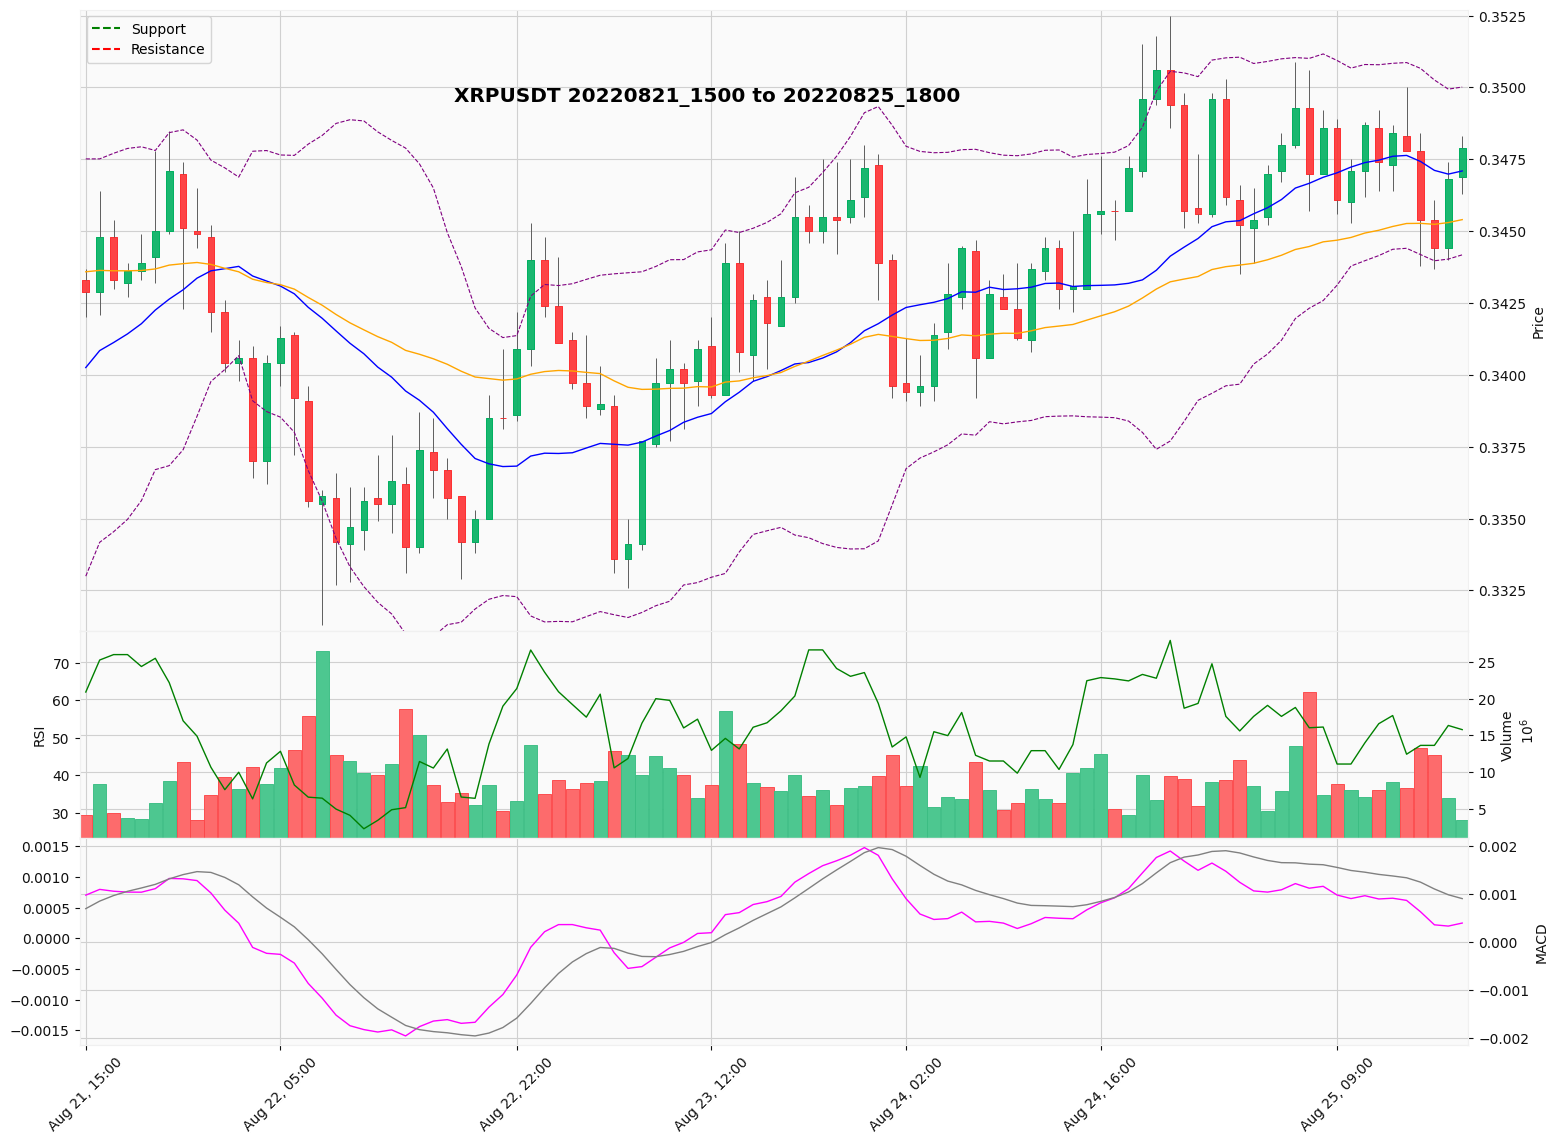 Support
Resistance
XRPUSDT 20220821_1500 to 20220825_1800
0.3525
0.3500
0.3475
0.3450
0.3425
0.3400
0.3375
0.3350
0.3325
Price
70
60
50
40
30
RSI
25
20
15
10
5
Volume
10^6
0.0015
0.0010
0.0005
0.0000
−0.0005
−0.0010
−0.0015
0.002
0.001
0.000
−0.001
−0.002
MACD
Aug 21, 15:00
Aug 22, 05:00
Aug 22, 22:00
Aug 23, 12:00
Aug 24, 02:00
Aug 24, 16:00
Aug 25, 09:00